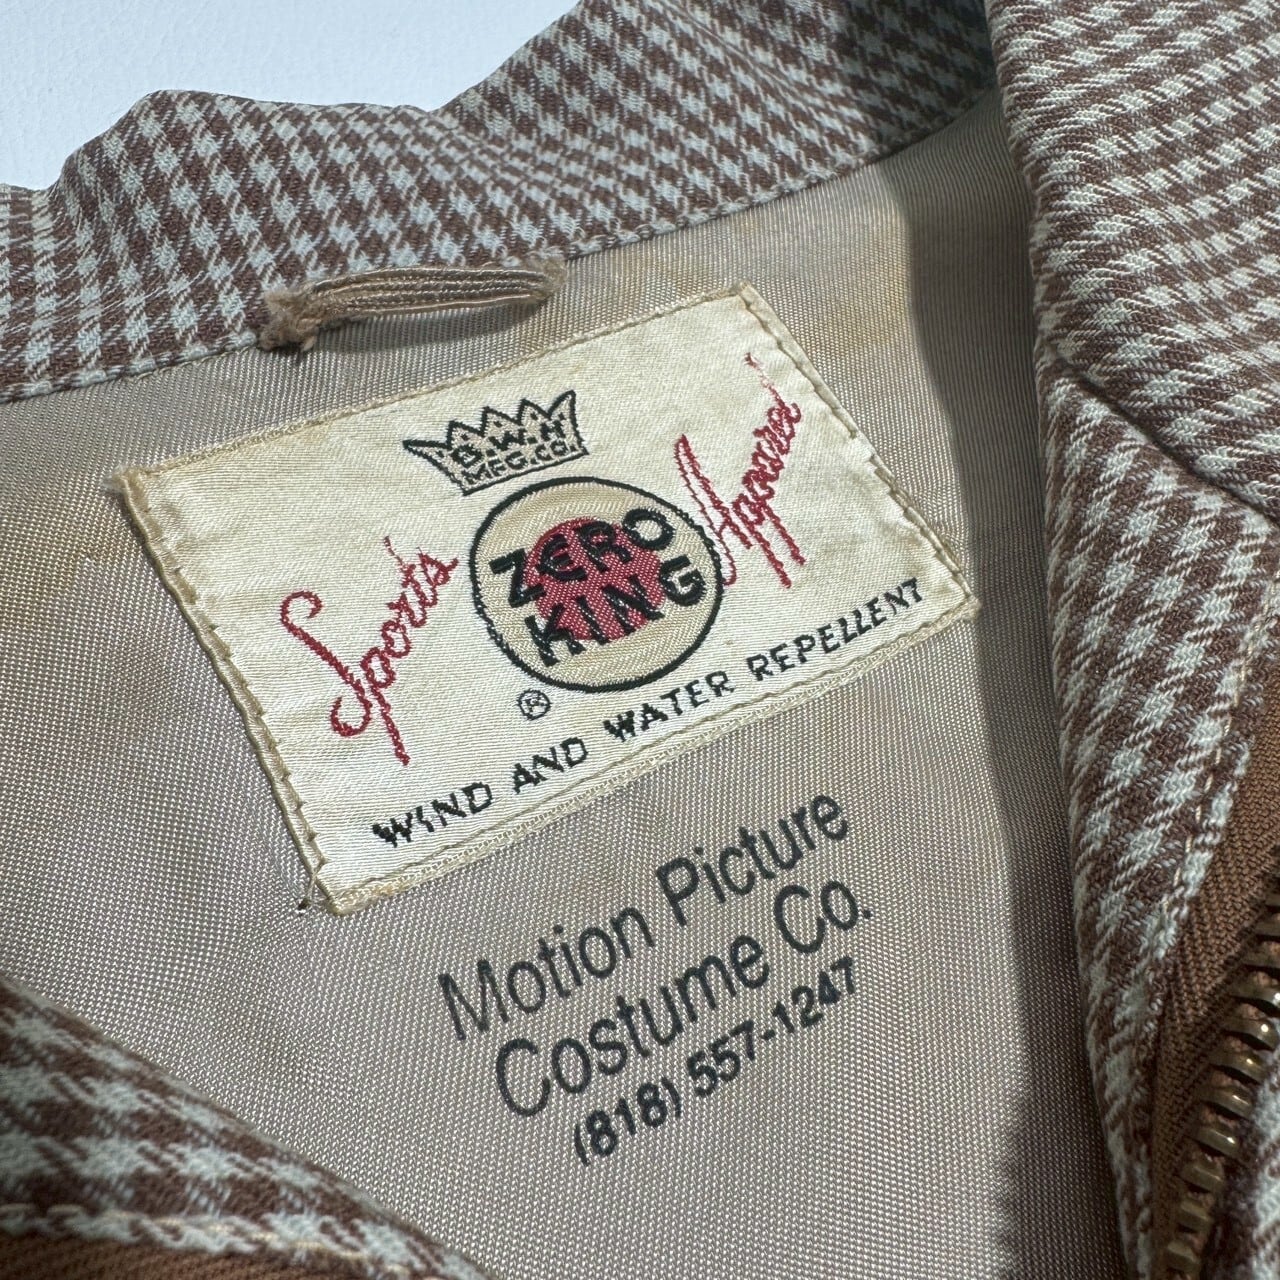 B.W.H
MFG.CO.
Sports Apparel
ZERO
KING
®
WIND AND WATER REPELLENT
Motion Picture
Costume Co.
(818) 557-1247